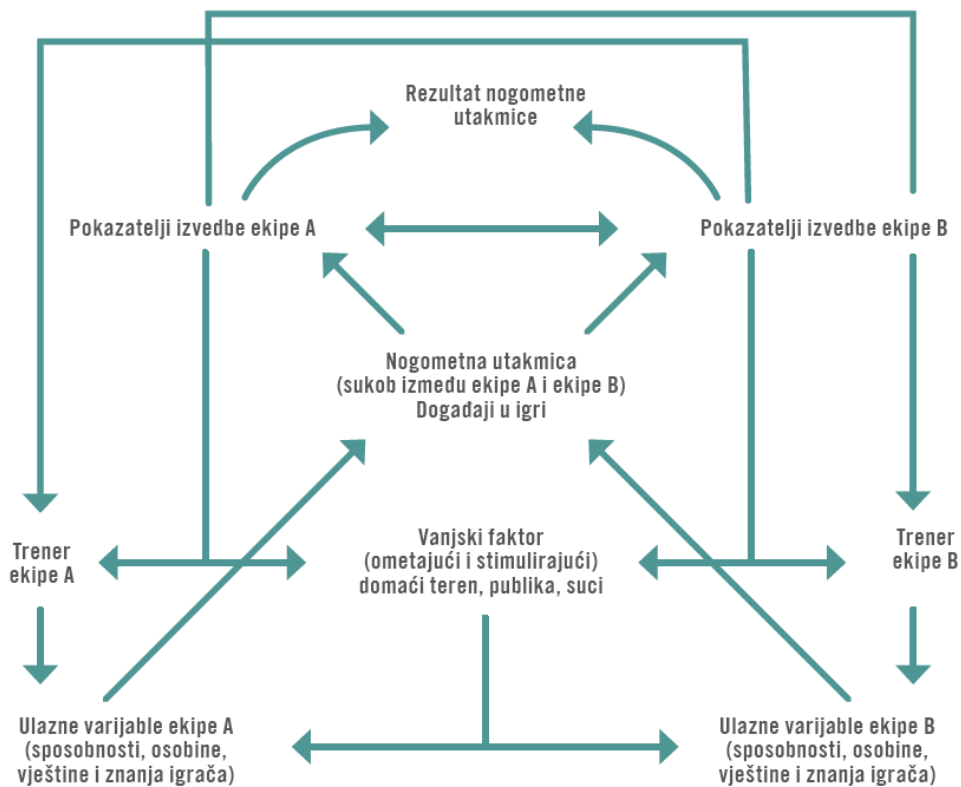 Rezultat nogometne
utakmice
Pokazatelji izvedbe ekipe A
Pokazatelji izvedbe ekipe B
Nogometna utakmica
(sukob između ekipe A i ekipe B)
Događaji u igri
Trener
ekipe A
Vanjski faktor
(ometajući i stimulirajući)
domaći teren, publika, suci
Trener
ekipe B
Ulazne varijable ekipe A
(sposobnosti, osobine,
vještine i znanja igrača)
Ulazne varijable ekipe B
(sposobnosti, osobine,
vještine i znanja igrača)